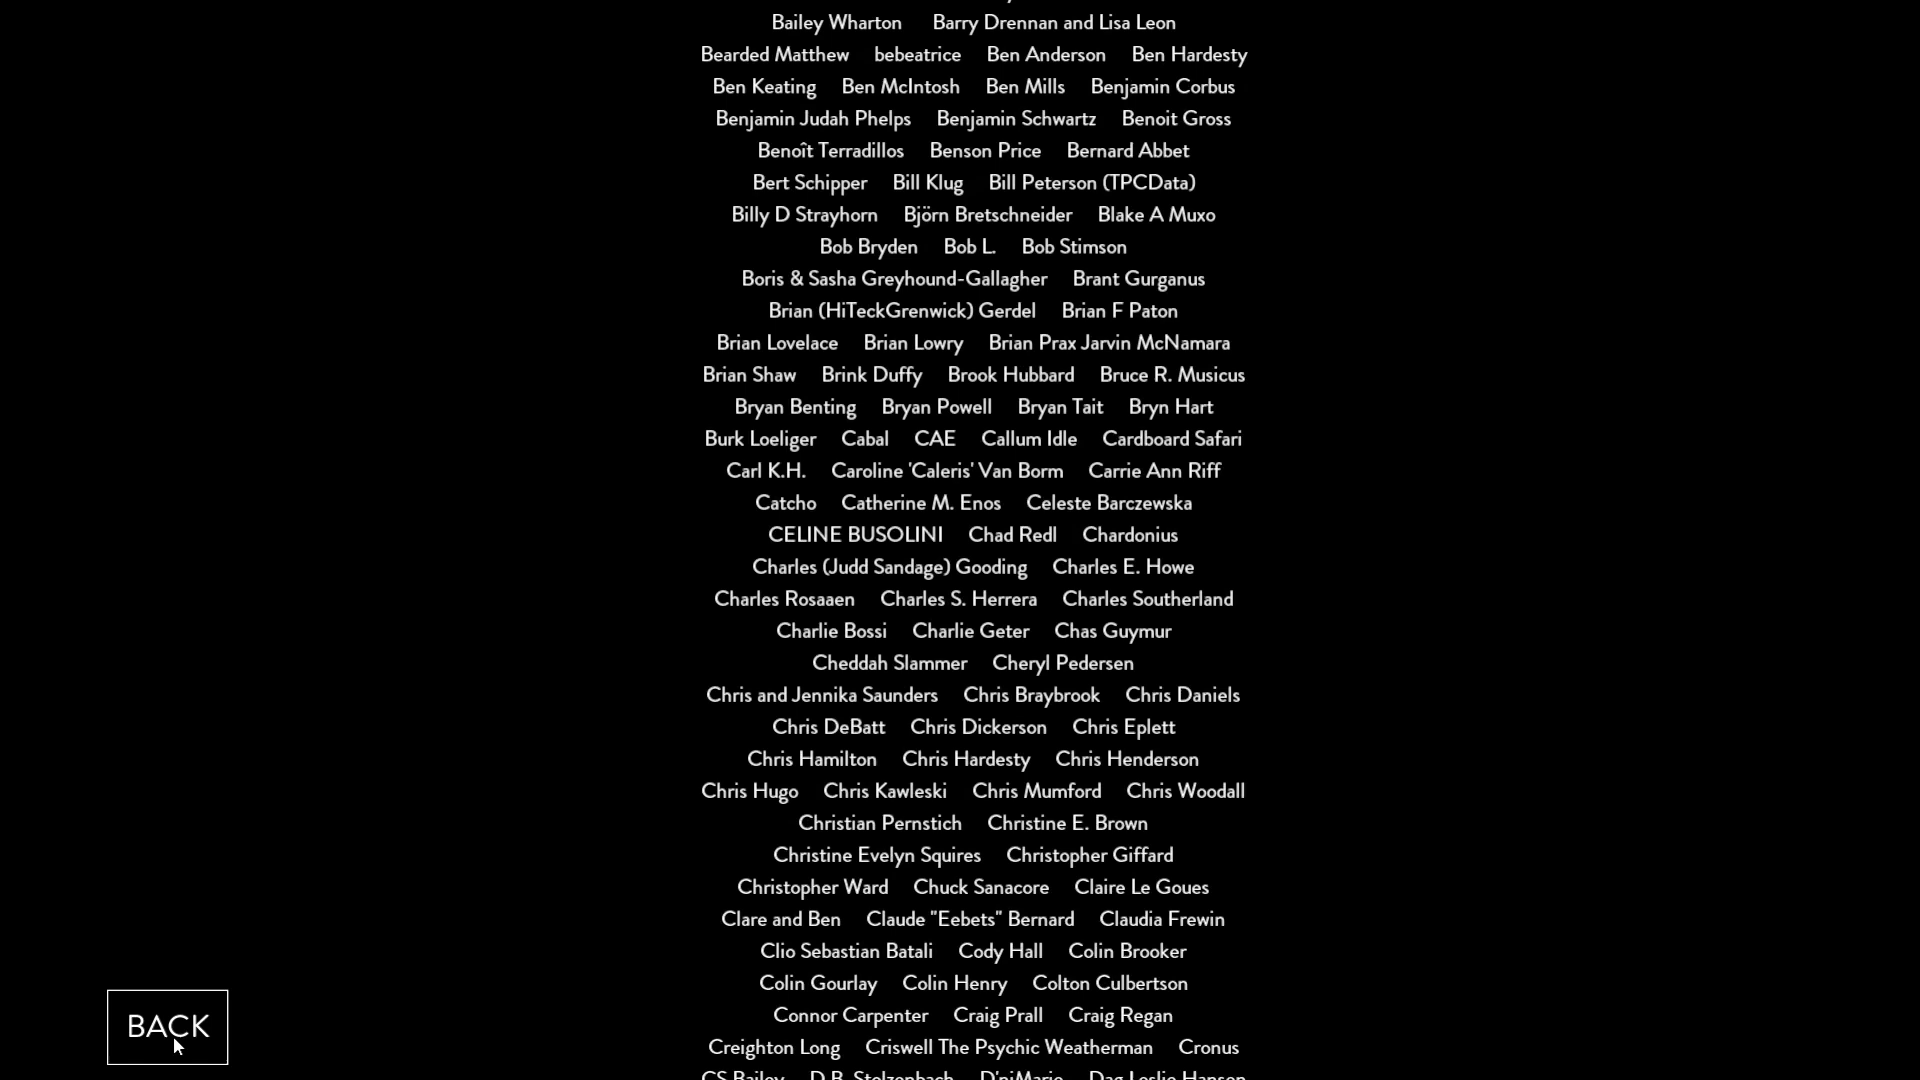 Bailey Wharton Barry Drennan and Lisa Leon
Bearded Matthew bebeatrice Ben Anderson Ben Hardesty
Ben Keating Ben McIntosh Ben Mills Benjamin Corbus
Benjamin Judah Phelps Benjamin Schwartz Benoit Gross
Benoît Terradillos Benson Price Bernard Abbet
Bert Schipper Bill Klug Bill Peterson (TPCData)
Billy D Strayhorn Björn Bretschneider Blake A Muxo
Bob Bryden Bob L. Bob Stimson
Boris & Sasha Greyhound-Gallagher Brant Gurganus
Brian (HiTeckGrenwick) Gerdel Brian F Paton
Brian Lovelace Brian Lowry Brian Prax Jarvin McNamara
Brian Shaw Brink Duffy Brook Hubbard Bruce R. Musicus
Bryan Benting Bryan Powell Bryan Tait Bryn Hart
Burk Loeliger Cabal CAE Callum Idle Cardboard Safari
Carl K.H. Caroline 'Caleris' Van Borm Carrie Ann Riff
Catcho Catherine M. Enos Celeste Barczewska
CELINE BUSOLINI Chad Redl Chardonius
Charles (Judd Sandage) Gooding Charles E. Howe
Charles Rosaaen Charles S. Herrera Charles Southerland
Charlie Bossi Charlie Geter Chas Guymur
Cheddah Slammer Cheryl Pedersen
Chris and Jennika Saunders Chris Braybrook Chris Daniels
Chris DeBatt Chris Dickerson Chris Eplett
Chris Hamilton Chris Hardesty Chris Henderson
Chris Hugo Chris Kawleski Chris Mumford Chris Woodall
Christian Pernstich Christine E. Brown
Christine Evelyn Squires Christopher Giffard
Christopher Ward Chuck Sanacore Claire Le Goues
Clare and Ben Claude "Eebets" Bernard Claudia Frewin
Clio Sebastian Batali Cody Hall Colin Brooker
Colin Gourlay Colin Henry Colton Culbertson
Connor Carpenter Craig Prall Craig Regan
Creighton Long Criswell The Psychic Weatherman Cronus
CS Bailey D.B. Stolzenbach D'niMarie Dag Leslie Hansen
BACK